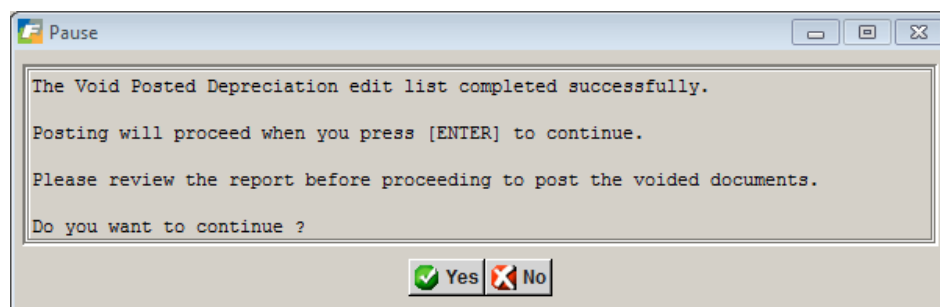 Pause
The Void Posted Depreciation edit list completed successfully.
Posting will proceed when you press [ENTER] to continue.
Please review the report before proceeding to post the voided documents.
Do you want to continue ?
Yes No